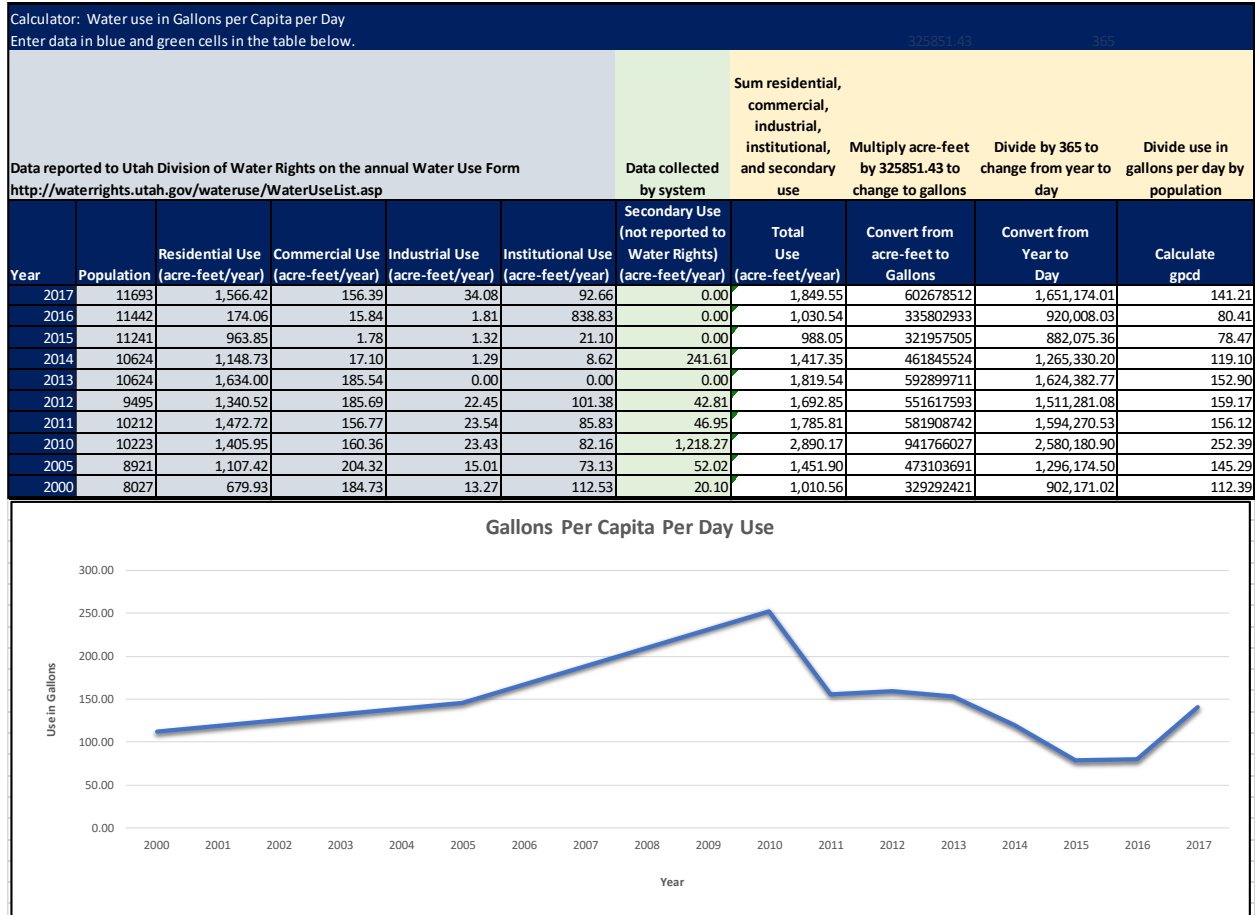 Calculator: Water use in Gallons per Capita per Day
Enter data in blue and green cells in the table below.
325851.43 365
Data reported to Utah Division of Water Rights on the annual Water Use Form
http://waterrights.utah.gov/wateruse/WaterUseList.asp
Data collected
by system
Sum residential,
commercial,
industrial,
institutional,
and secondary
use
Multiply acre-feet
by 325851.43 to
change to gallons
Divide by 365 to
change from year to
day
Divide use in
gallons per day by
population
Year
Population
Residential Use
(acre-feet/year)
Commercial Use
(acre-feet/year)
Industrial Use
(acre-feet/year)
Institutional Use
(acre-feet/year)
Secondary Use
(not reported to
Water Rights)
(acre-feet/year)
Total
Use
(acre-feet/year)
Convert from
acre-feet to
Gallons
Convert from
Year to
Day
Calculate
gpcd
2017 11693 1,566.42 156.39 34.08 92.66 0.00 1,849.55 602678512 1,651,174.01 141.21
2016 11442 174.06 15.84 1.81 838.83 0.00 1,030.54 335802933 920,008.03 80.41
2015 11241 963.85 1.78 1.32 21.10 0.00 988.05 321957505 882,075.36 78.47
2014 10624 1,148.73 17.10 1.29 8.62 241.61 1,417.35 461845524 1,265,330.20 119.10
2013 10624 1,634.00 185.54 0.00 0.00 0.00 1,819.54 592899711 1,624,382.77 152.90
2012 9495 1,340.52 185.69 22.45 101.38 42.81 1,692.85 551617593 1,511,281.08 159.17
2011 10212 1,472.72 156.77 23.54 85.83 46.95 1,785.81 581908742 1,594,270.53 156.12
2010 10223 1,405.95 160.36 23.43 82.16 1,218.27 2,890.17 941766027 2,580,180.90 252.39
2005 8921 1,107.42 204.32 15.01 73.13 52.02 1,451.90 473103691 1,296,174.50 145.29
2000 8027 679.93 184.73 13.27 112.53 20.10 1,010.56 329292421 902,171.02 112.39
Gallons Per Capita Per Day Use
300.00
250.00
200.00
150.00
100.00
50.00
0.00
Use in Gallons
2000 2001 2002 2003 2004 2005 2006 2007 2008 2009 2010 2011 2012 2013 2014 2015 2016 2017
Year